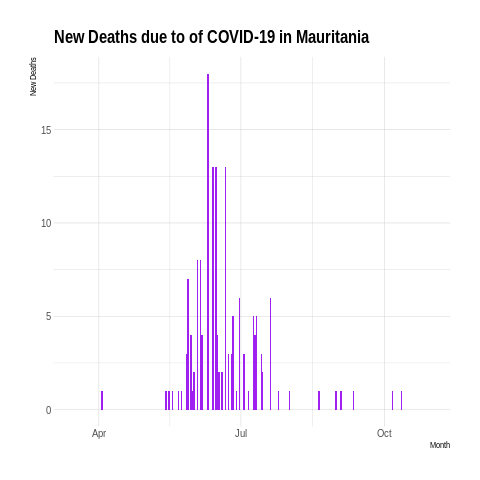 New Deaths due to of COVID-19 in Mauritania
New Deaths
15
10
5
0
Apr
Jul
Oct
Month